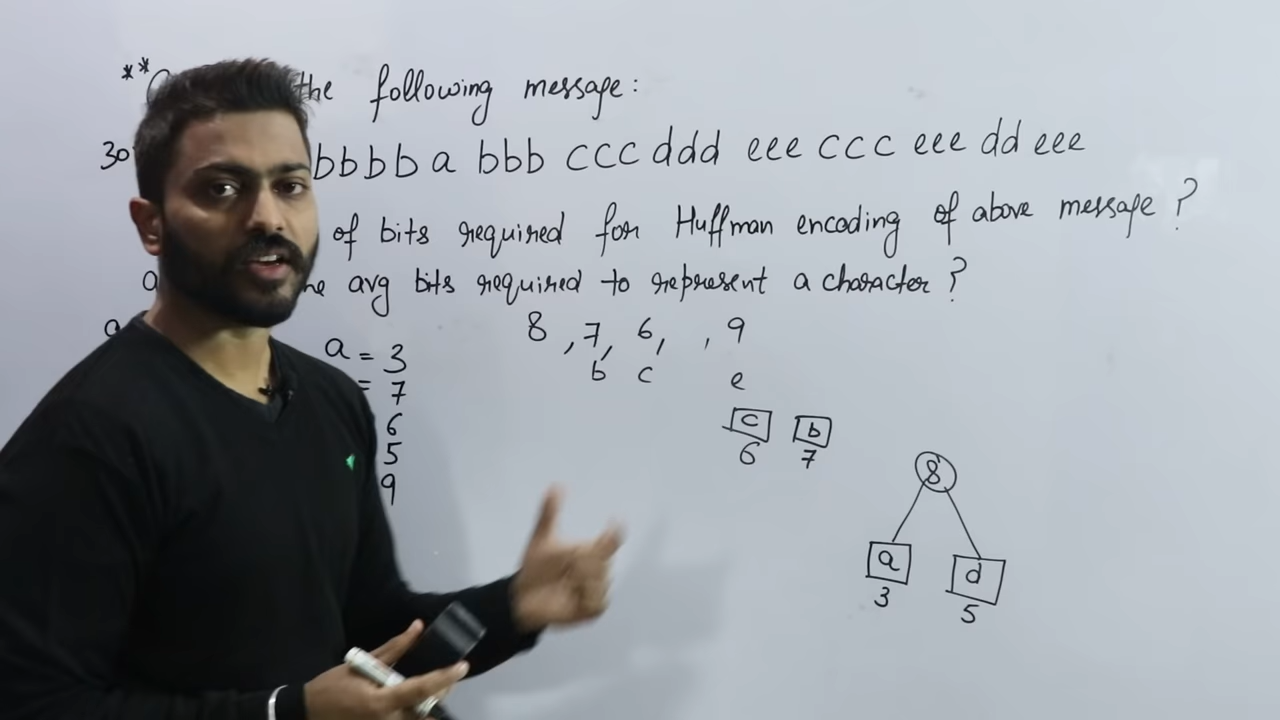 ** the following message:
30 bbbb a bbb ccc ddd eee ccc eee dd eee
of bits required for Huffman encoding of above message ?
avg bits required to represent a character ?
8 , 7, 6, , 9
b c e
a = 3
= 7
6
5
9
c b
6 7
8
a d
3 5